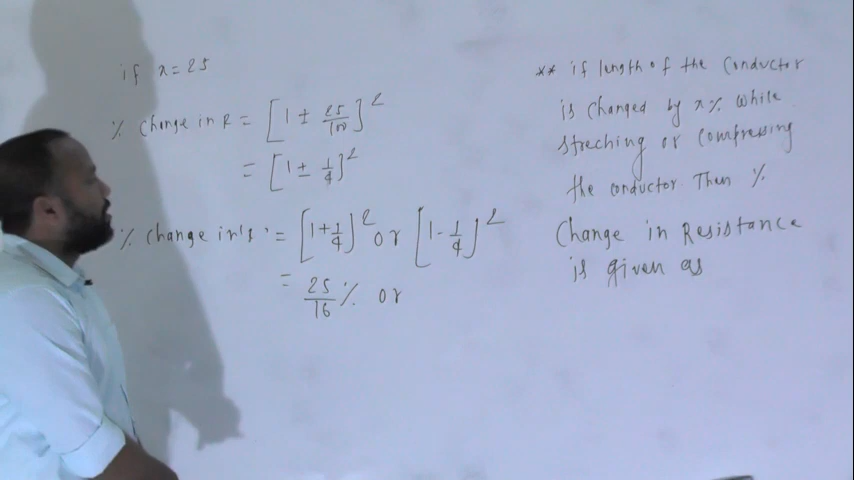 if x = 25
% change in R = [1 ± 25/100]²
= [1 ± 1/4]²
% change in 'R' = [1+1/4]² or [1-1/4]²
= 25/16 % or
** if length of the conductor
is changed by x% while
streching or compressing
the conductor. Then %
Change in Resistance
is given as